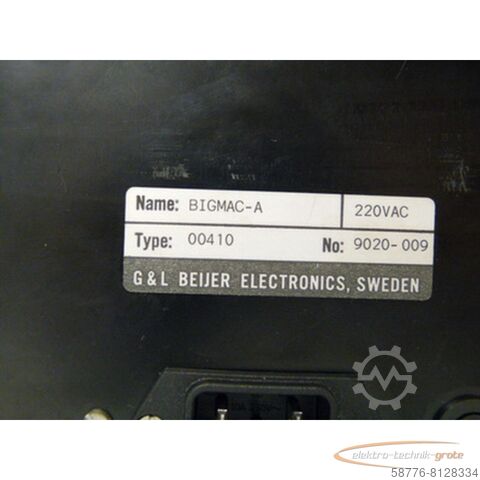 Name: BIGMAC-A 220VAC
Type: 00410 No: 9020-009
G & L BEIJER ELECTRONICS, SWEDEN
elektro-technik-grote
58776-8128334